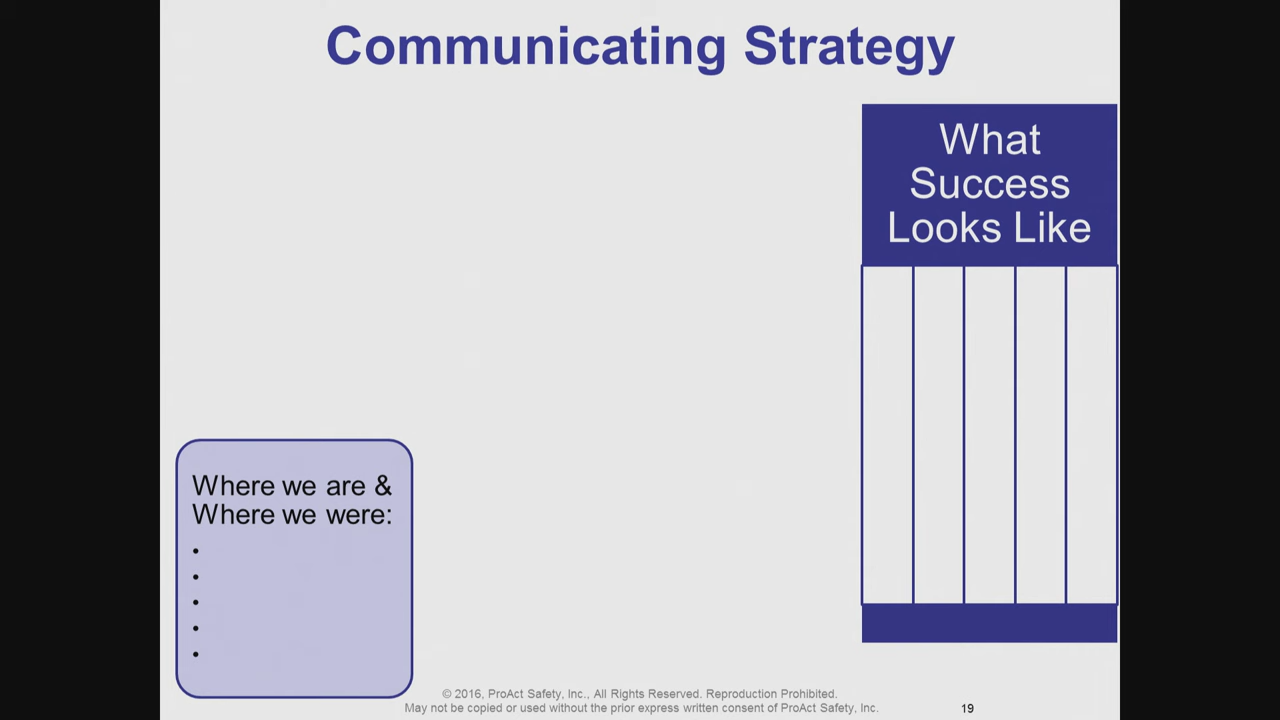 Communicating Strategy
What
Success
Looks Like
Where we are &
Where we were:
•
•
•
•
•
© 2016, ProAct Safety, Inc., All Rights Reserved. Reproduction Prohibited.
May not be copied or used without the prior express written consent of ProAct Safety, Inc.
19